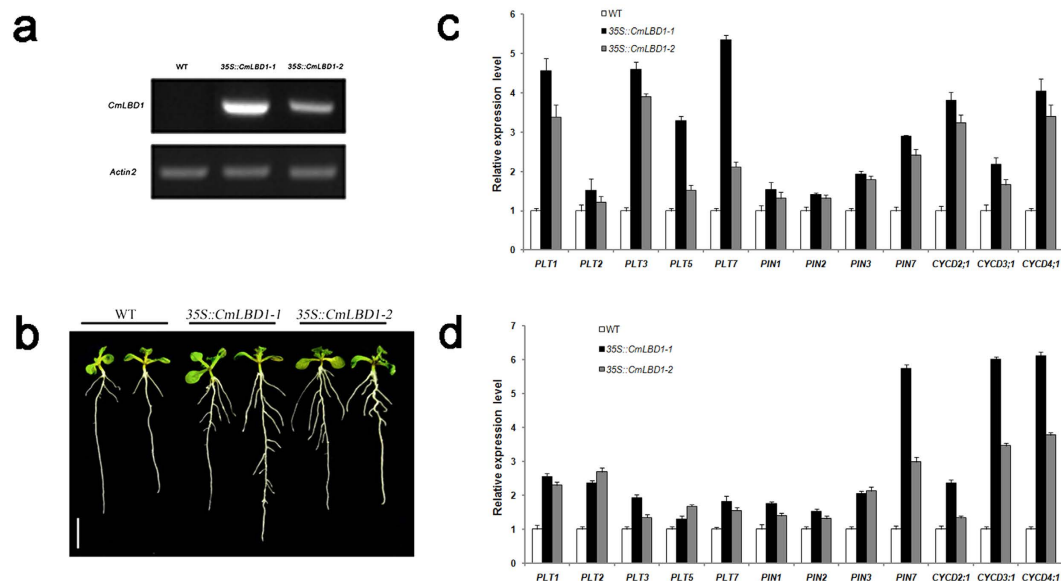 a
WT 35S::CmLBD1-1 35S::CmLBD1-2
CmLBD1
Actin2
b
WT 35S::CmLBD1-1 35S::CmLBD1-2
c
WT
35S::CmLBD1-1
35S::CmLBD1-2
Relative expression level
6
5
4
3
2
1
0
PLT1 PLT2 PLT3 PLT5 PLT7 PIN1 PIN2 PIN3 PIN7 CYCD2;1 CYCD3;1 CYCD4;1
d
WT
35S::CmLBD1-1
35S::CmLBD1-2
Relative expression level
7
6
5
4
3
2
1
0
PLT1 PLT2 PLT3 PLT5 PLT7 PIN1 PIN2 PIN3 PIN7 CYCD2;1 CYCD3;1 CYCD4;1